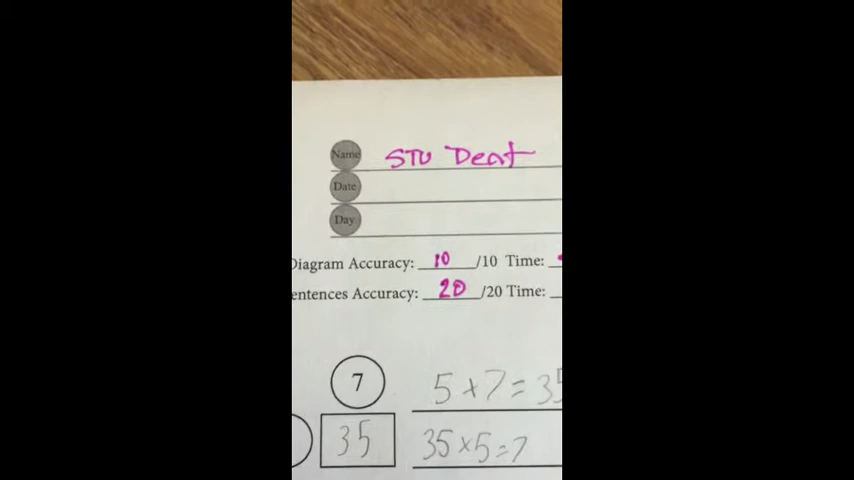 Name STU Dent
Date
Day
Diagram Accuracy: 10 /10 Time:
entences Accuracy: 20 /20 Time:
7
5 x 7 = 35
35
35 x 5 = 7